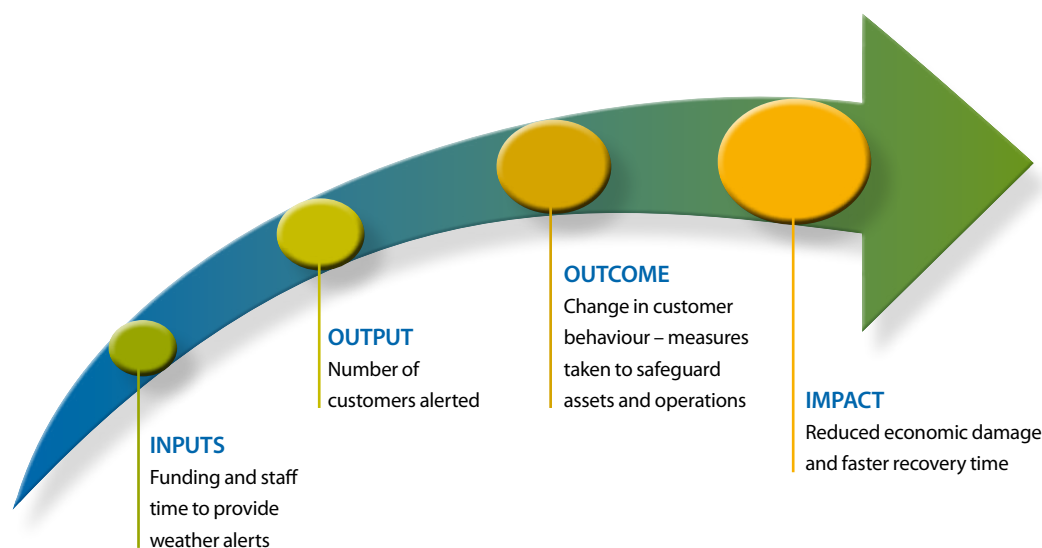 INPUTS
Funding and staff
time to provide
weather alerts
OUTPUT
Number of
customers alerted
OUTCOME
Change in customer
behaviour – measures
taken to safeguard
assets and operations
IMPACT
Reduced economic damage
and faster recovery time